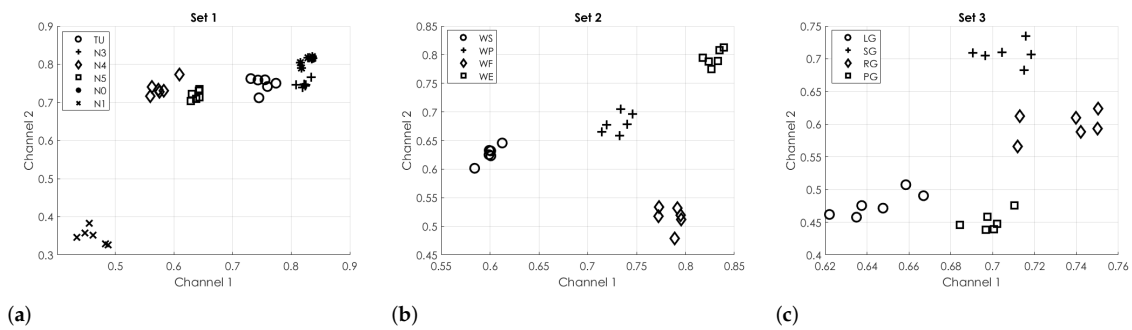 Set 1
0.9
0.8
0.7
0.6
0.5
0.4
0.3
Channel 2
TU
N3
N4
N5
N0
N1
0.5
0.6
0.7
0.8
0.9
Channel 1
(a)
Set 2
0.85
0.8
0.75
0.7
0.65
0.6
0.55
0.5
0.45
Channel 2
WS
WP
WF
WE
0.55
0.6
0.65
0.7
0.75
0.8
0.85
Channel 1
(b)
Set 3
0.75
0.7
0.65
0.6
0.55
0.5
0.45
0.4
Channel 2
LG
SG
RG
PG
0.62
0.64
0.66
0.68
0.7
0.72
0.74
0.76
Channel 1
(c)